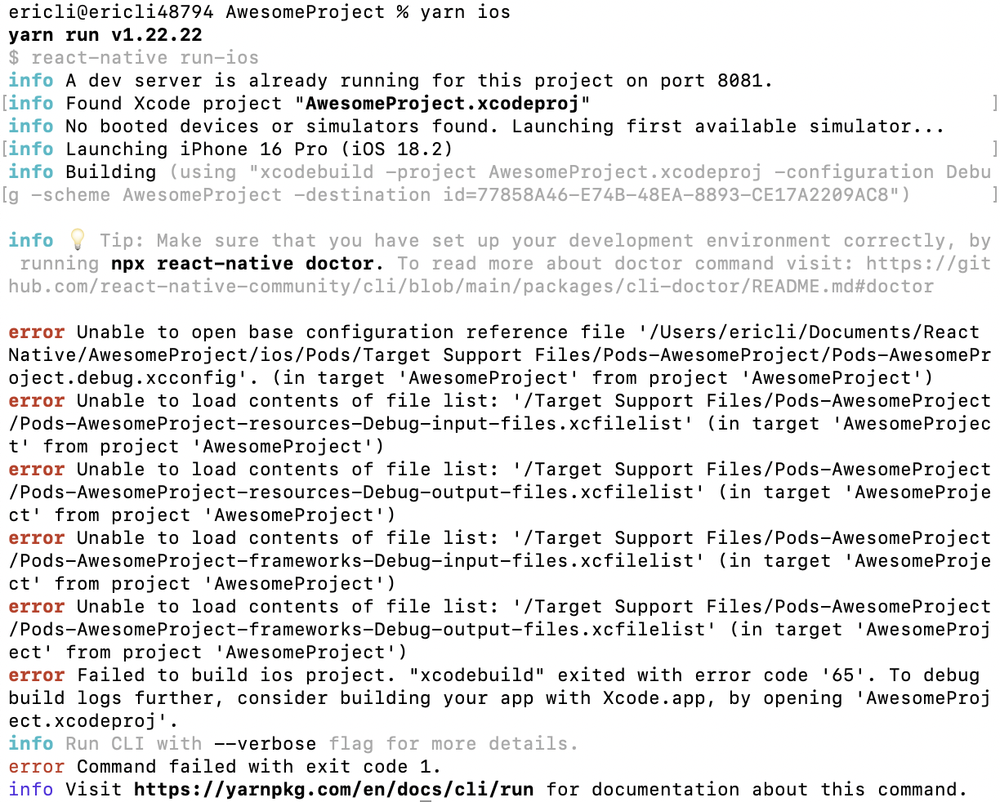 ericli@ericli48794 AwesomeProject % yarn ios
yarn run v1.22.22
$ react-native run-ios
info A dev server is already running for this project on port 8081.
[info Found Xcode project "AwesomeProject.xcodeproj" ]
info No booted devices or simulators found. Launching first available simulator...
[info Launching iPhone 16 Pro (iOS 18.2) ]
info Building (using "xcodebuild -project AwesomeProject.xcodeproj -configuration Debu
[g -scheme AwesomeProject -destination id=77858A46-E74B-48EA-8893-CE17A2209AC8") ]
info 💡 Tip: Make sure that you have set up your development environment correctly, by
running npx react-native doctor. To read more about doctor command visit: https://git
hub.com/react-native-community/cli/blob/main/packages/cli-doctor/README.md#doctor
error Unable to open base configuration reference file '/Users/ericli/Documents/React
Native/AwesomeProject/ios/Pods/Target Support Files/Pods-AwesomeProject/Pods-AwesomePr
oject.debug.xcconfig'. (in target 'AwesomeProject' from project 'AwesomeProject')
error Unable to load contents of file list: '/Target Support Files/Pods-AwesomeProject
/Pods-AwesomeProject-resources-Debug-input-files.xcfilelist' (in target 'AwesomeProjec
t' from project 'AwesomeProject')
error Unable to load contents of file list: '/Target Support Files/Pods-AwesomeProject
/Pods-AwesomeProject-resources-Debug-output-files.xcfilelist' (in target 'AwesomeProje
ct' from project 'AwesomeProject')
error Unable to load contents of file list: '/Target Support Files/Pods-AwesomeProject
/Pods-AwesomeProject-frameworks-Debug-input-files.xcfilelist' (in target 'AwesomeProje
ct' from project 'AwesomeProject')
error Unable to load contents of file list: '/Target Support Files/Pods-AwesomeProject
/Pods-AwesomeProject-frameworks-Debug-output-files.xcfilelist' (in target 'AwesomeProj
ect' from project 'AwesomeProject')
error Failed to build ios project. "xcodebuild" exited with error code '65'. To debug
build logs further, consider building your app with Xcode.app, by opening 'AwesomeProj
ect.xcodeproj'.
info Run CLI with --verbose flag for more details.
error Command failed with exit code 1.
info Visit https://yarnpkg.com/en/docs/cli/run for documentation about this command.